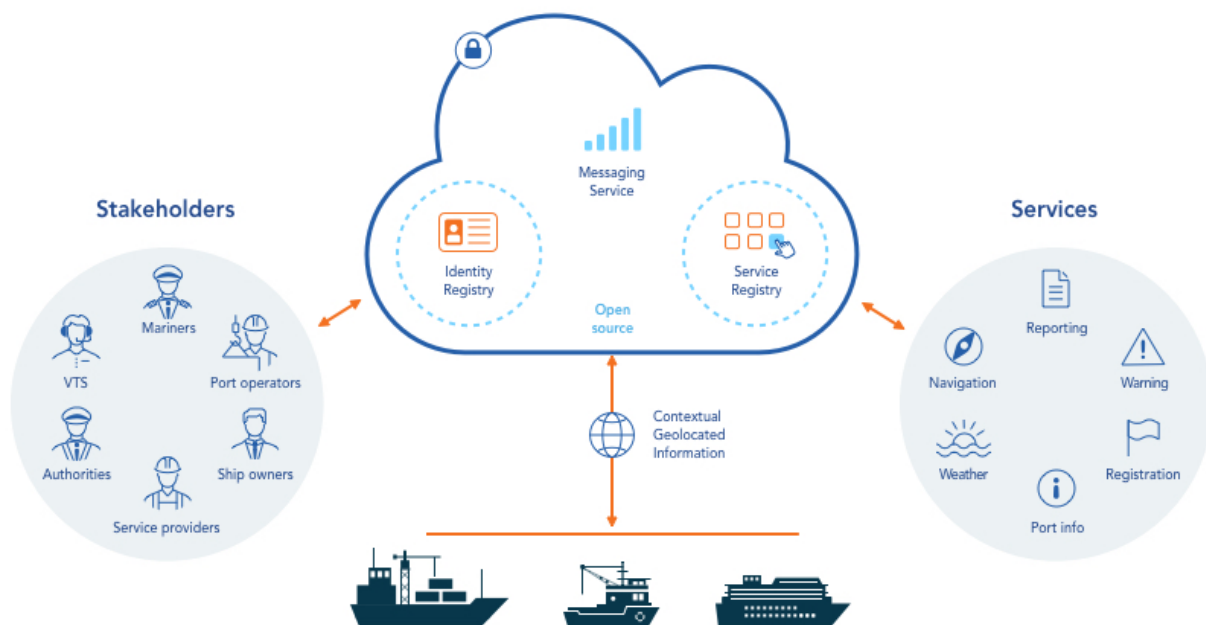 Messaging
Service
Stakeholders
Services
Identity
Registry
Service
Registry
Open
source
Mariners
VTS
Port operators
Authorities
Ship owners
Service providers
Contextual
Geolocated
Information
Reporting
Navigation
Warning
Weather
Registration
Port info